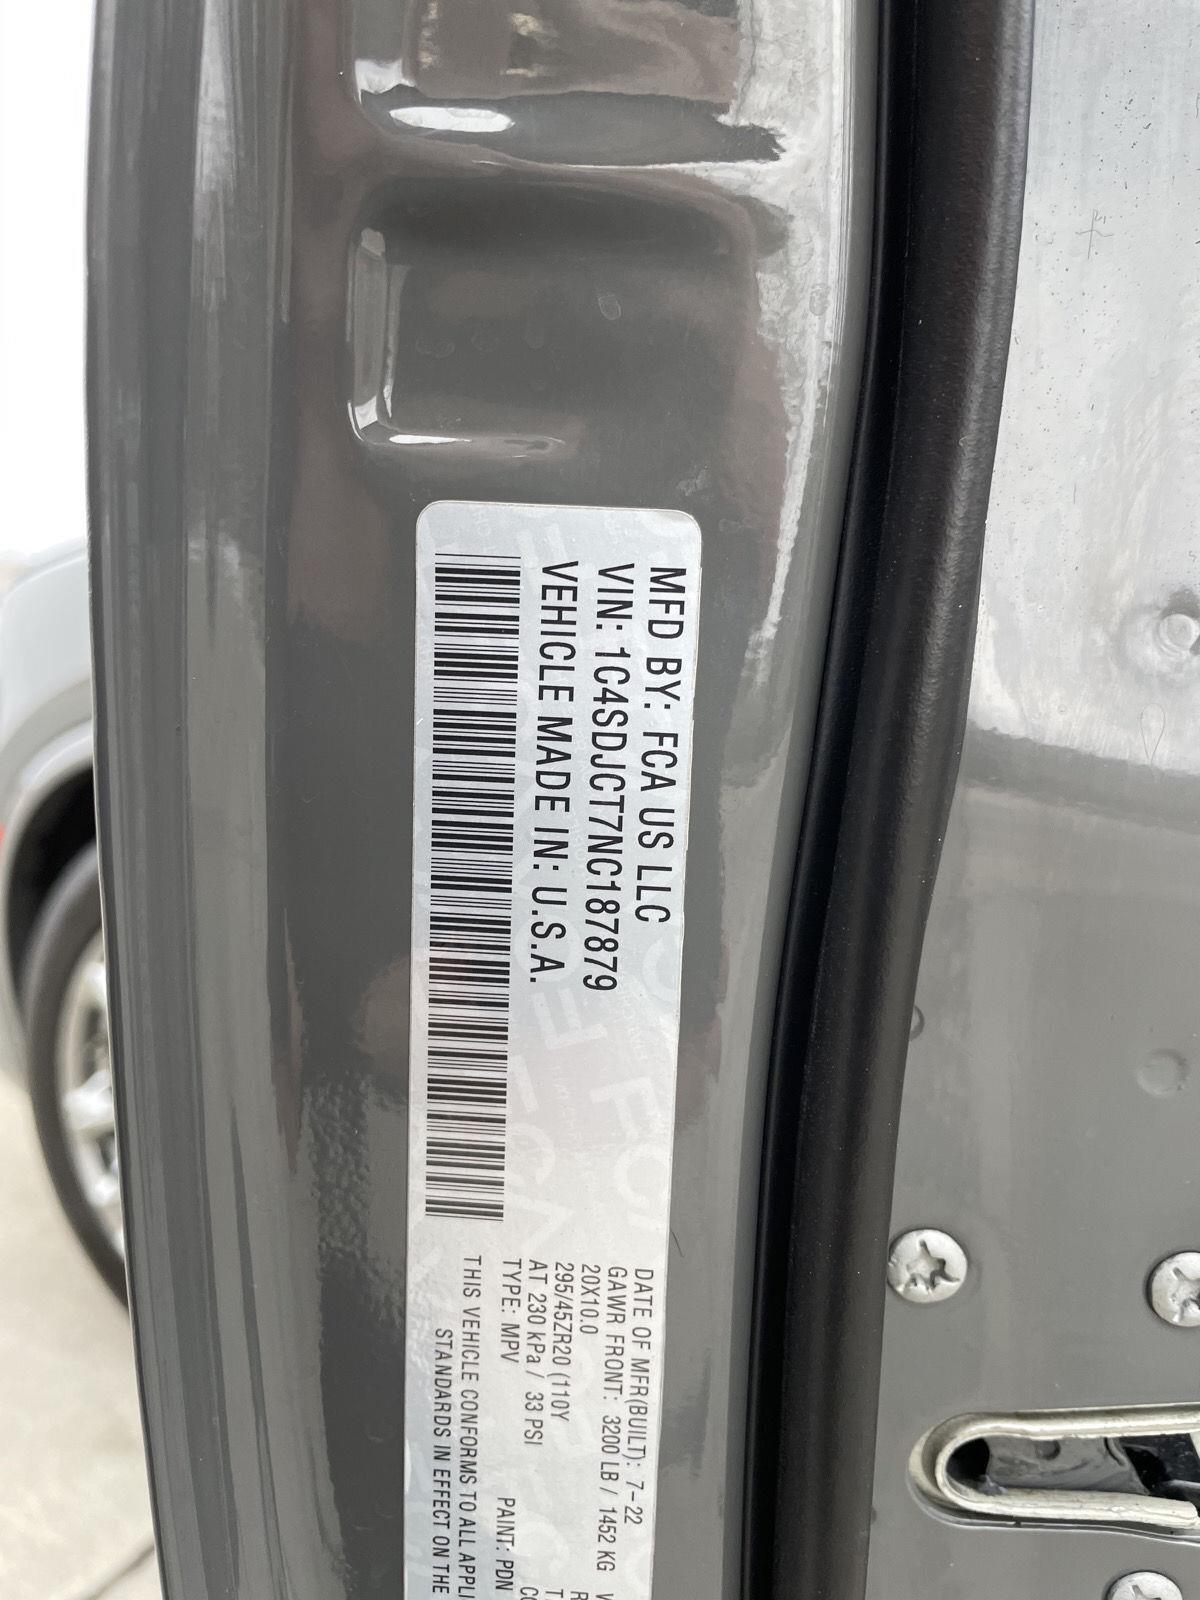 MFD BY: FCA US LLC
VIN: 1C4SDJCT7NC187879
VEHICLE MADE IN: U.S.A.
DATE OF MFR(BUILT): 7-22
GAWR FRONT: 3200 LB / 1452 KG
20X10.0
295/45ZR20 (110Y
AT 230 kPa / 33 PSI
TYPE: MPV PAINT: PDN
THIS VEHICLE CONFORMS TO ALL APPLI
STANDARDS IN EFFECT ON THE